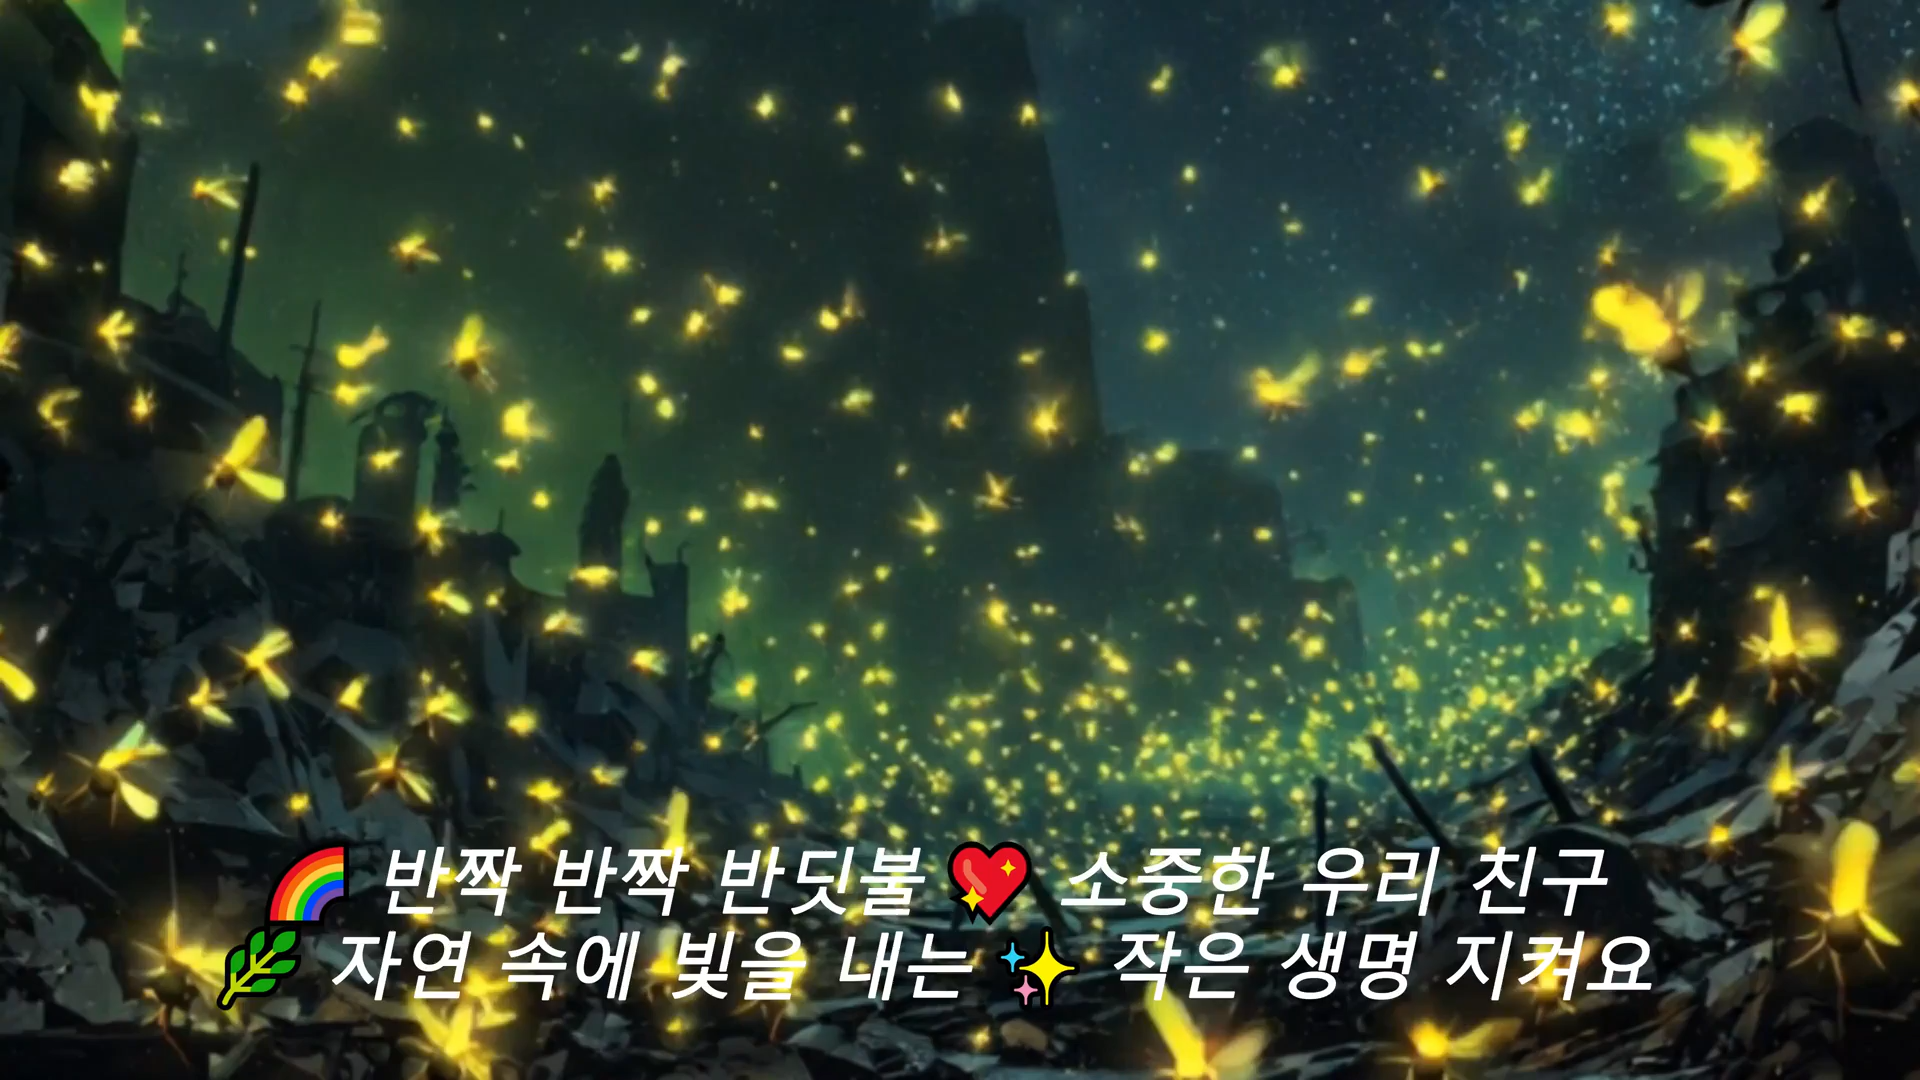 🌈 반짝 반짝 반딧불 💖 소중한 우리 친구
🌿 자연 속에 빛을 내는 ✨ 작은 생명 지켜요